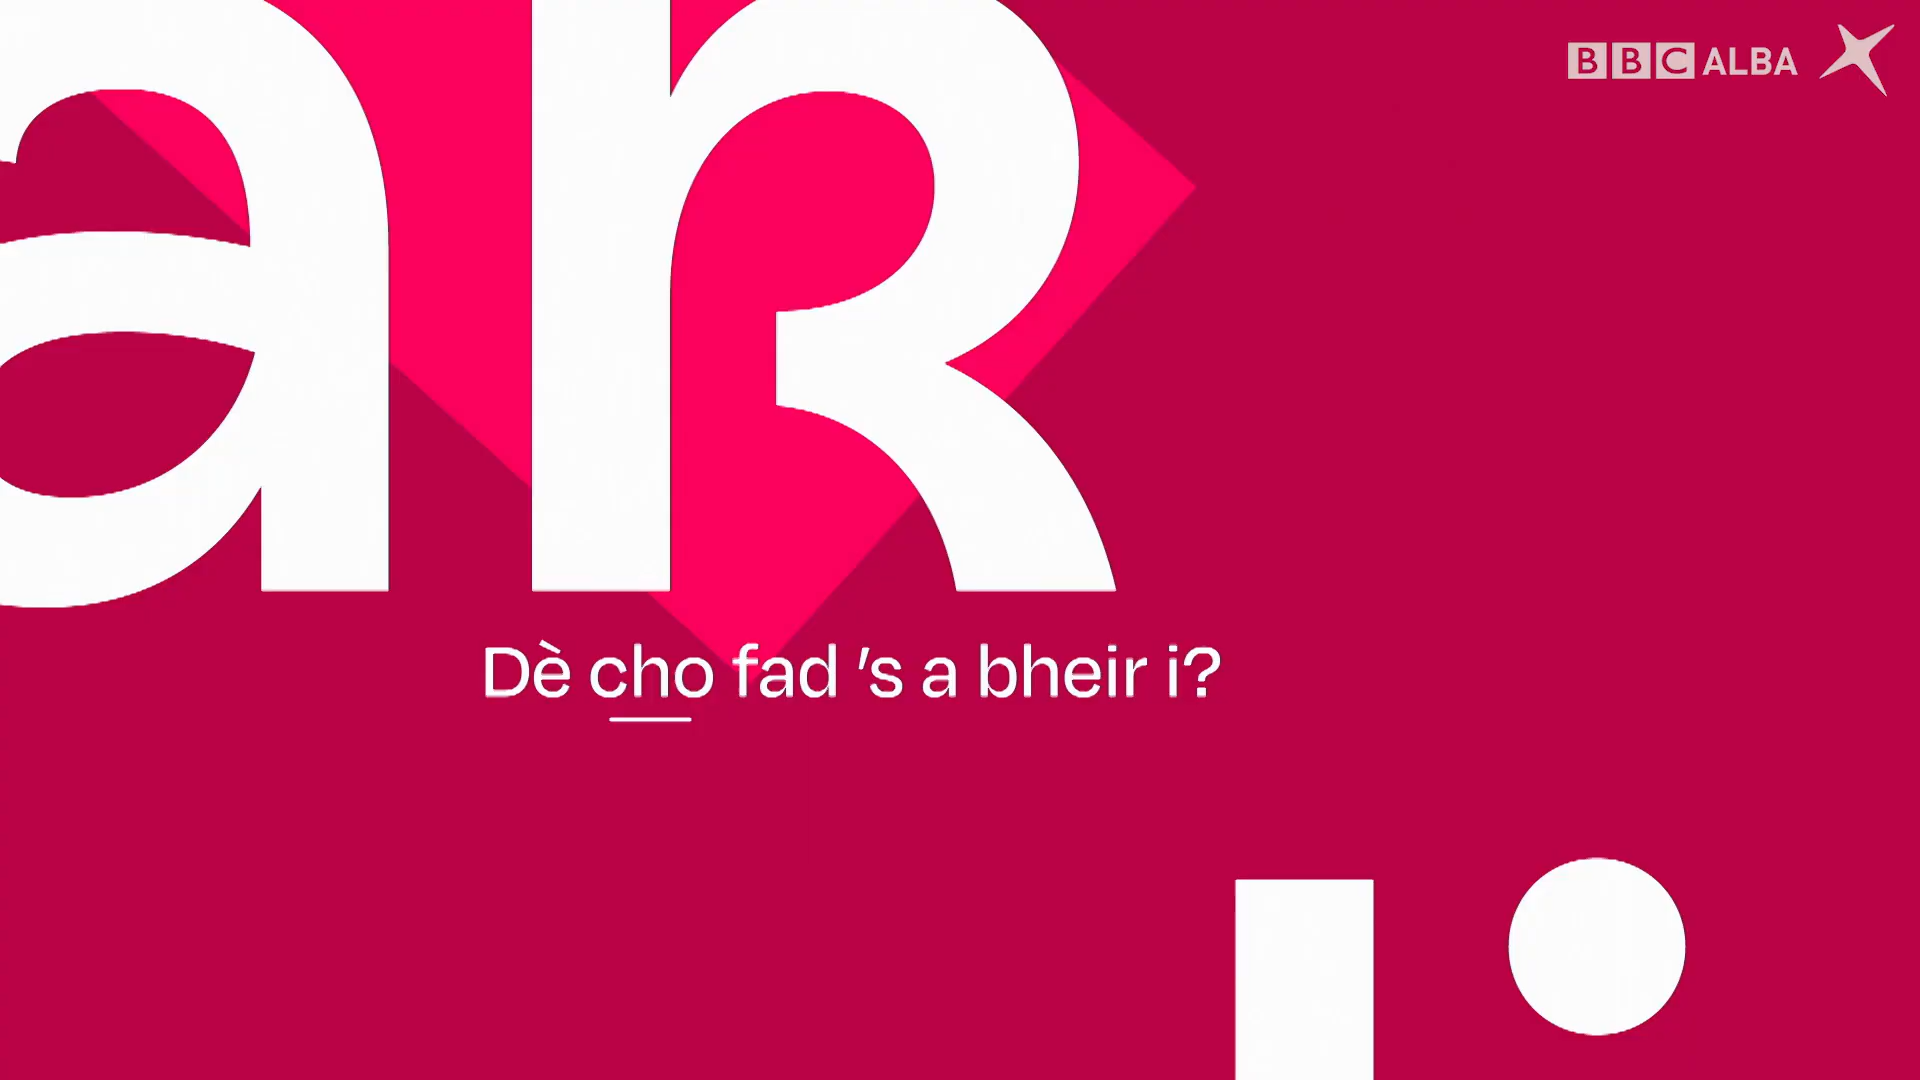 BBC ALBA
aR
Dè cho fad ’s a bheir i?